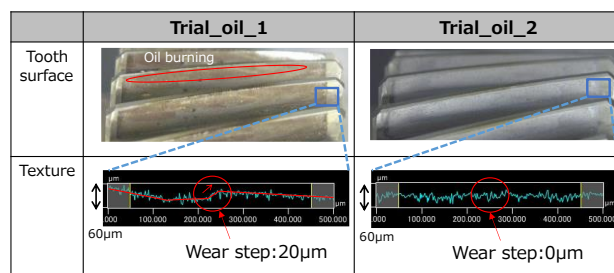 Trial_oil_1
Trial_oil_2
Tooth
surface
Oil burning
Texture
μm
.000 100.000 200.000 300.000 400.000 500.000
60μm
Wear step:20μm
μm
.000 100.000 200.000 300.000 400.000 500.000
60μm
Wear step:0μm